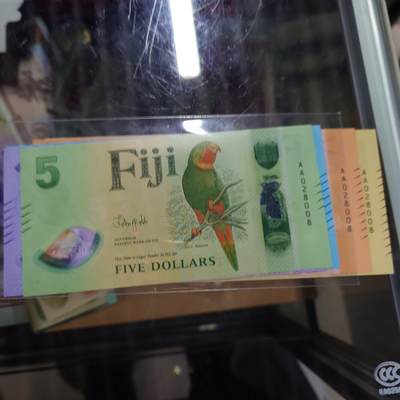 5
Fiji
GOVERNOR
RESERVE BANK OF FIJI
This Note is Legal Tender in Fiji for
FIVE DOLLARS
AA028008
AA028008
AA028008
CCC